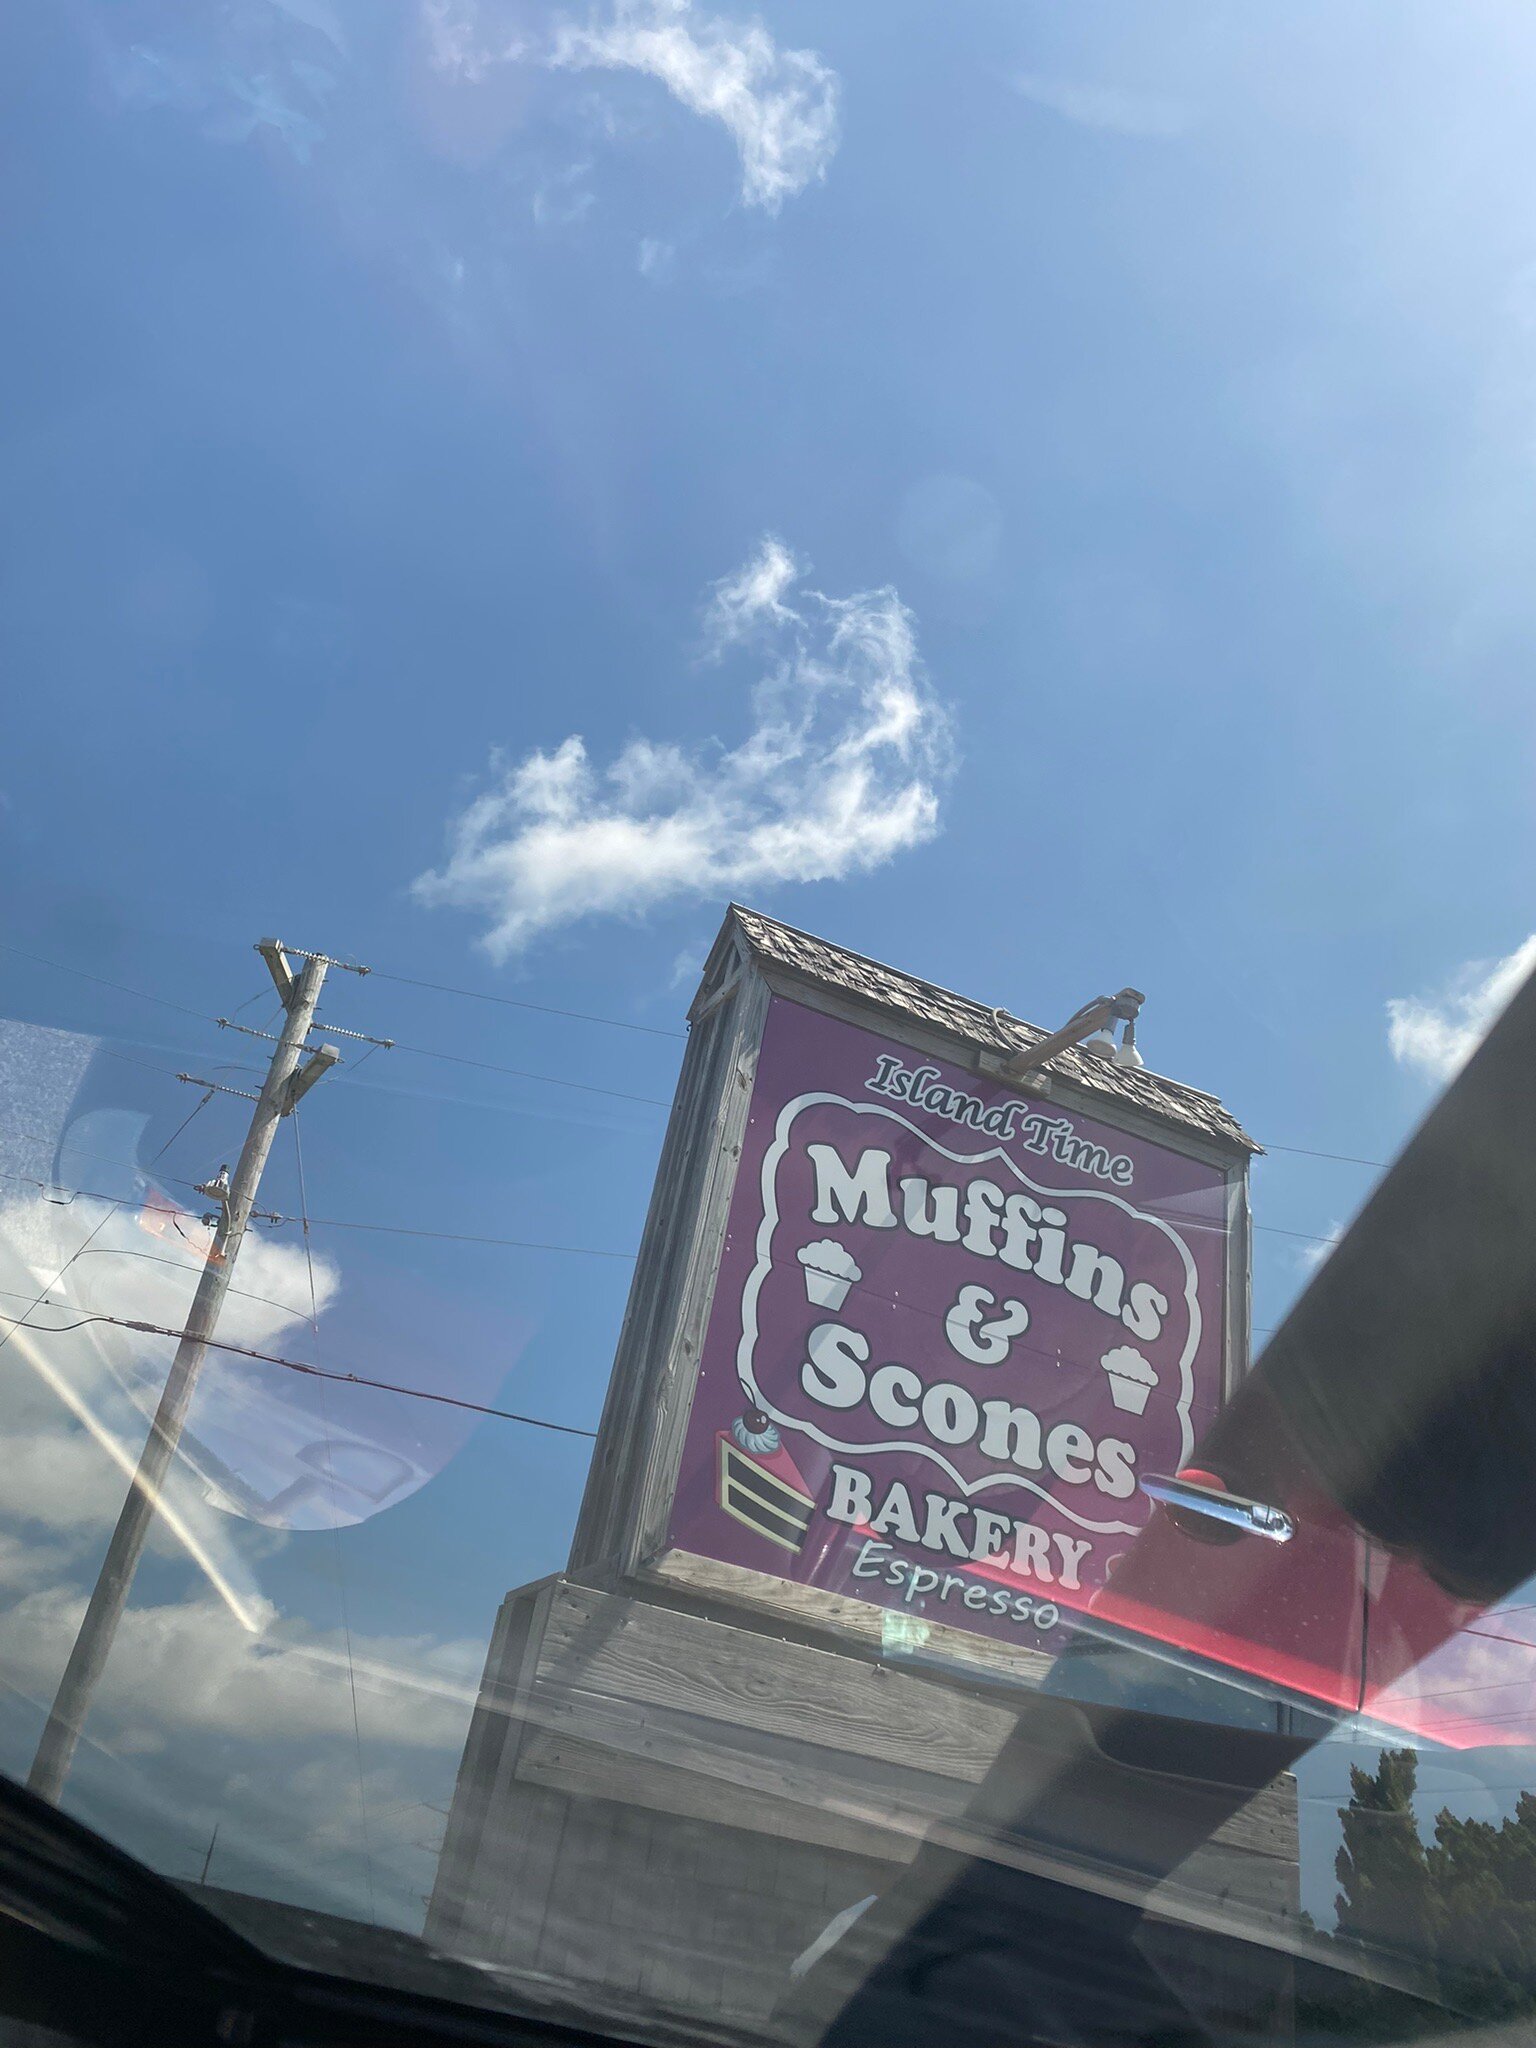 Island Time
Muffins
&
Scones
BAKERY
Espresso